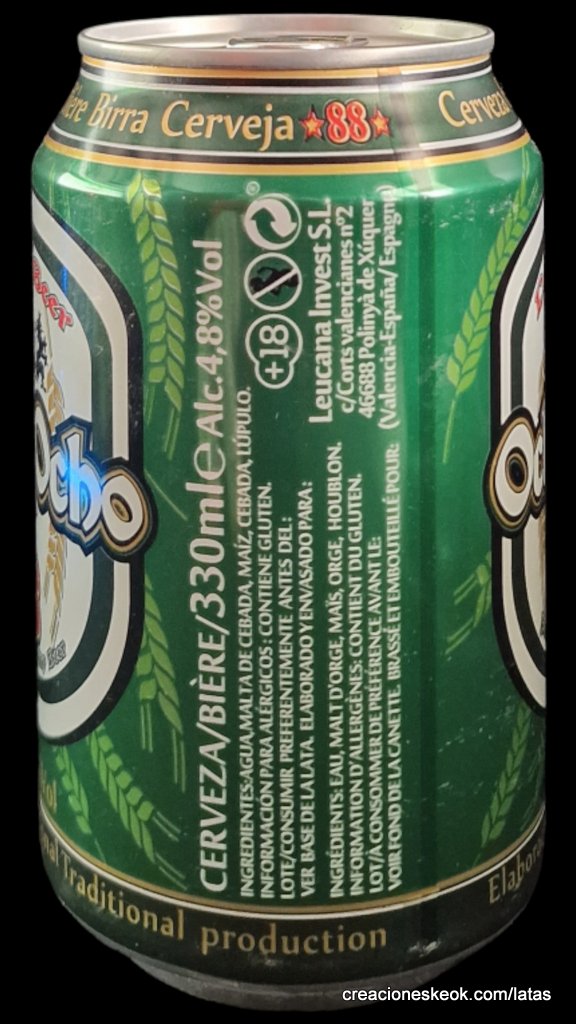 Birra Cerveja ★88★
Cerveza
Ocho
CERVEZA/BIÈRE/330ml℮ Alc.4,8%Vol
INGREDIENTES:AGUA,MALTA DE CEBADA, MAÍZ, CEBADA, LÚPULO.
INFORMACIÓN PARA ALÉRGICOS : CONTIENE GLUTEN.
LOTE/CONSUMIR PREFERENTEMENTE ANTES DEL :
VER BASE DE LA LATA. ELABORADO Y ENVASADO PARA :
INGRÉDIENTS: EAU, MALT D'ORGE, MAÏS, ORGE, HOUBLON.
INFORMATION D'ALLERGÈNES: CONTIENT DU GLUTEN.
LOT/À CONSOMMER DE PRÉFÉRENCE AVANT LE:
VOIR FOND DE LA CANETTE. BRASSÉ ET EMBOUTEILLÉ POUR:
+18
Leucana Invest S.L.
c/Corts valencianes nº2
46688 Polinyà de Xúquer
(Valencia-España/ Espagne)
Traditional production
creacioneskeok.com/latas